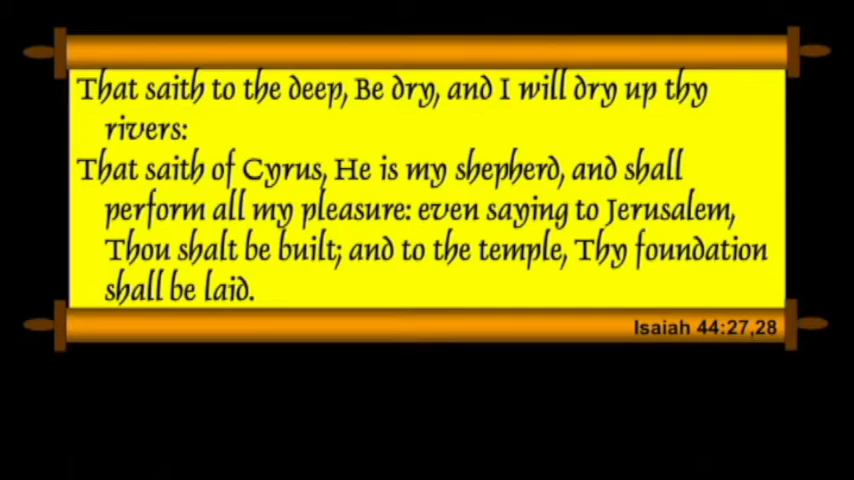 That saith to the deep, Be dry, and I will dry up thy
rivers:
That saith of Cyrus, He is my shepherd, and shall
perform all my pleasure: even saying to Jerusalem,
Thou shalt be built; and to the temple, Thy foundation
shall be laid.
Isaiah 44:27,28